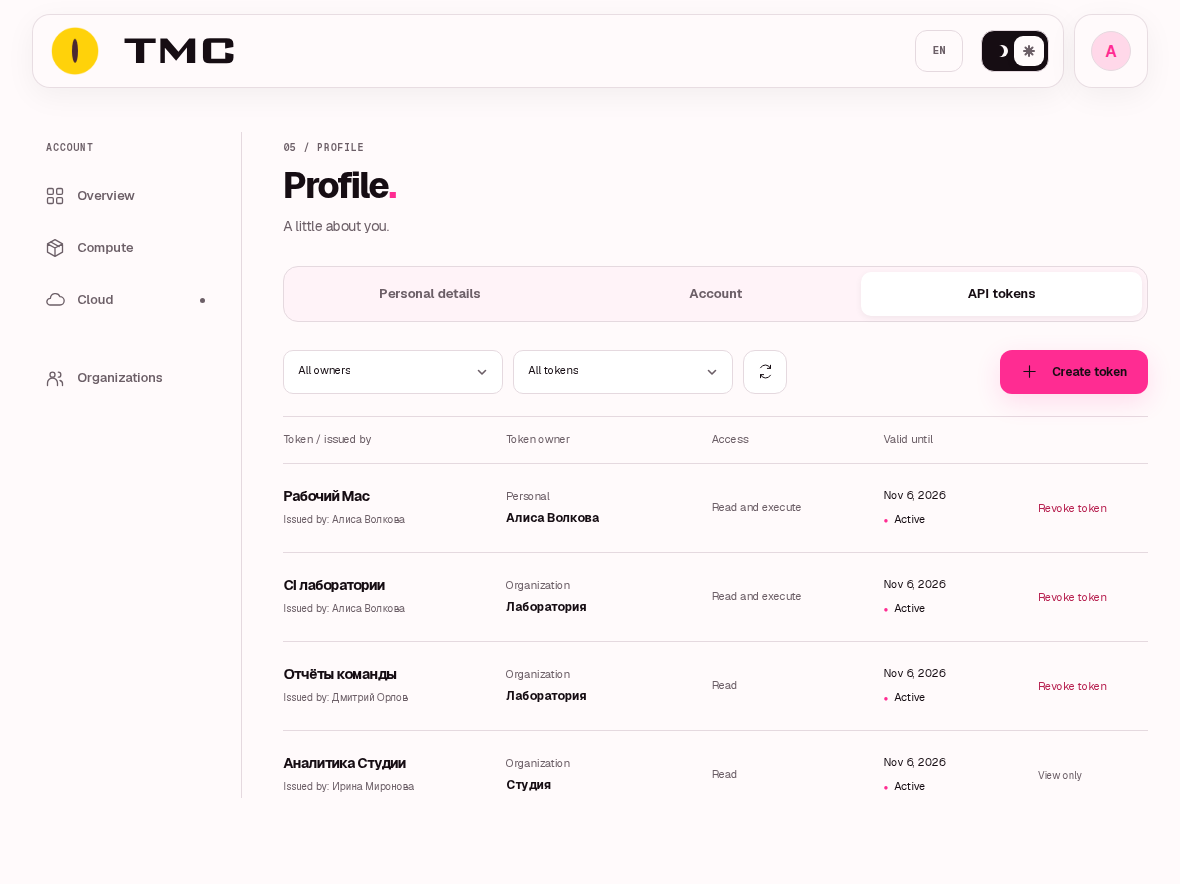 TMC
EN
A
ACCOUNT
Overview
Compute
Cloud
Organizations
05 / PROFILE
Profile.
A little about you.
Personal details
Account
API tokens
All owners
All tokens
Create token
Token / issued by
Token owner
Access
Valid until
Рабочий Mac
Issued by: Алиса Волкова
Personal
Алиса Волкова
Read and execute
Nov 6, 2026
Active
Revoke token
CI лаборатории
Issued by: Алиса Волкова
Organization
Лаборатория
Read and execute
Nov 6, 2026
Active
Revoke token
Отчёты команды
Issued by: Дмитрий Орлов
Organization
Лаборатория
Read
Nov 6, 2026
Active
Revoke token
Аналитика Студии
Issued by: Ирина Миронова
Organization
Студия
Read
Nov 6, 2026
Active
View only